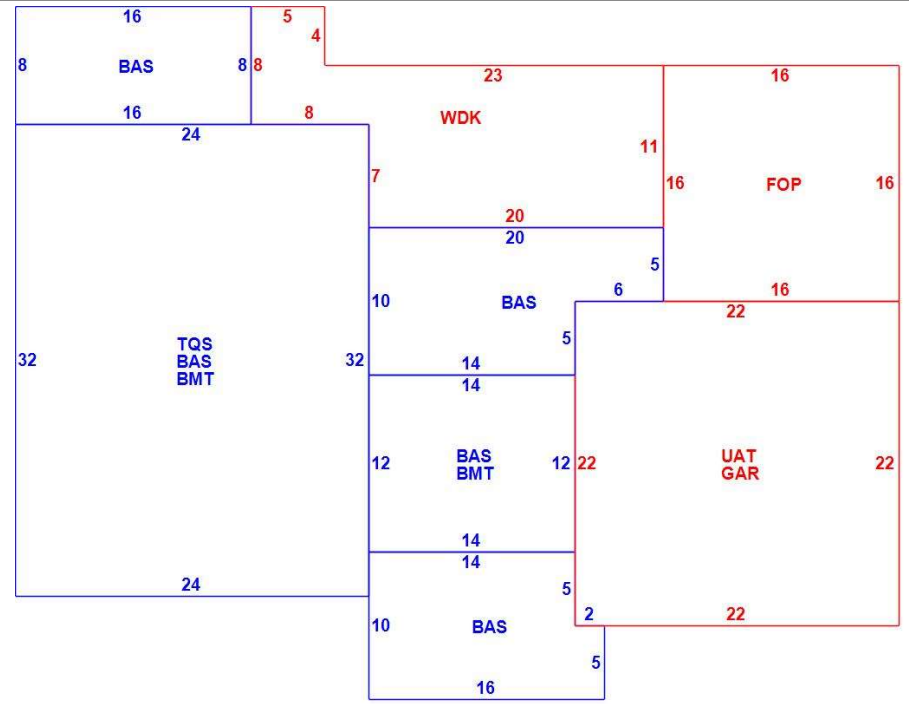 16 5
4
8 BAS 8 8
23 16
16 8
WDK
24
11
7 16 FOP 16
20
20
5
6 16
10 BAS
22
5
TQS
32 BAS 32
BMT
14
14
BAS UAT
12 BMT 12 22 GAR 22
14
14
24 5
2 22
10 BAS
5
16